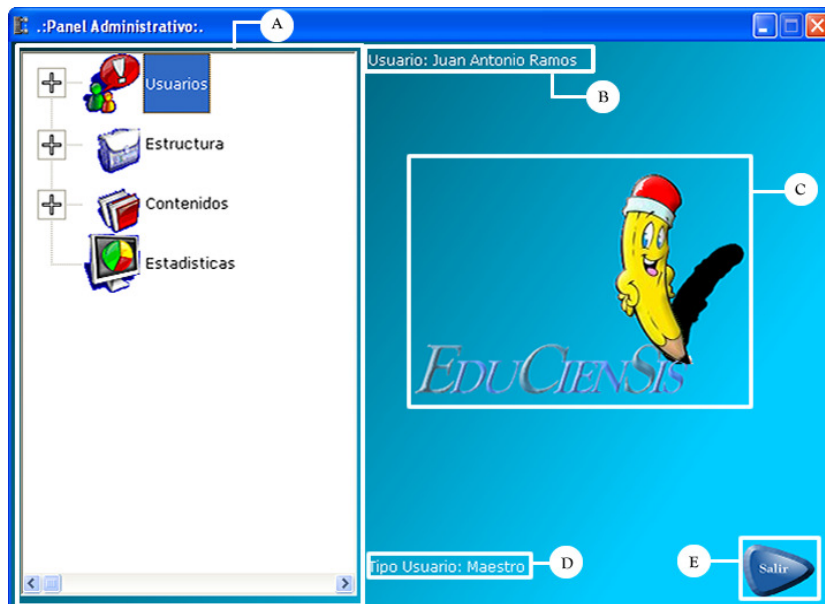 .:Panel Administrativo:.
A
Usuario: Juan Antonio Ramos
B
Usuarios
Estructura
Contenidos
Estadisticas
C
EDUCIENSIS
Tipo Usuario: Maestro
D
E
Salir